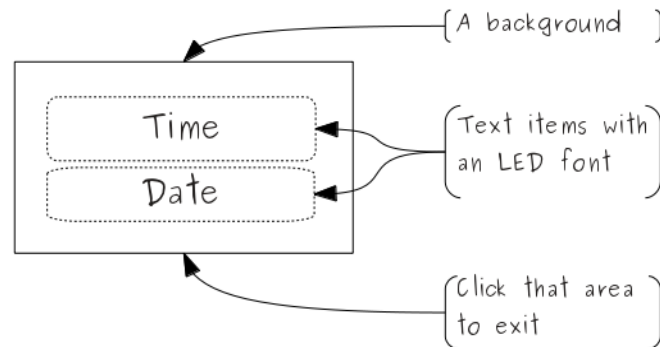 A background
Time
Text items with
an LED font
Date
Click that area
to exit